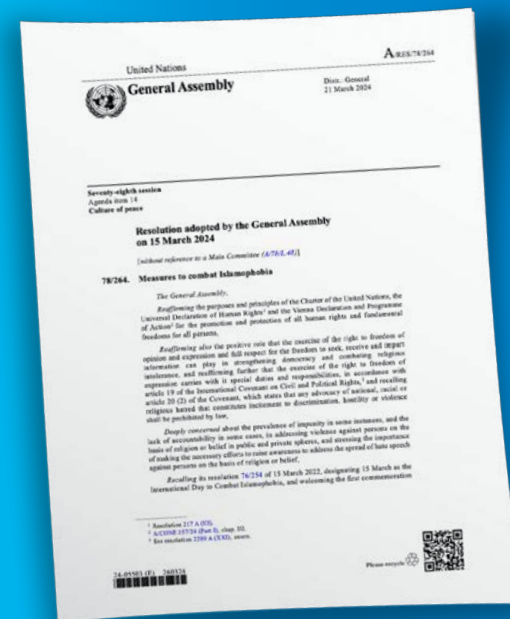 United Nations
A/RES/78/264
General Assembly
Distr.: General
21 March 2024
Seventy-eighth session
Agenda item 14
Culture of peace
Resolution adopted by the General Assembly
on 15 March 2024
[without reference to a Main Committee (A/78/L.48)]
78/264. Measures to combat Islamophobia
The General Assembly,
Reaffirming the purposes and principles of the Charter of the United Nations, the
Universal Declaration of Human Rights¹ and the Vienna Declaration and Programme
of Action² for the promotion and protection of all human rights and fundamental
freedoms for all persons,
Reaffirming also the positive role that the exercise of the right to freedom of
opinion and expression and full respect for the freedom to seek, receive and impart
information can play in strengthening democracy and combating religious
intolerance, and reaffirming further that the exercise of the right to freedom of
expression carries with it special duties and responsibilities, in accordance with
article 19 of the International Covenant on Civil and Political Rights,³ and recalling
article 20 (2) of the Covenant, which states that any advocacy of national, racial or
religious hatred that constitutes incitement to discrimination, hostility or violence
shall be prohibited by law,
Deeply concerned about the prevalence of impunity in some instances, and the
lack of accountability in some cases, in addressing violence against persons on the
basis of religion or belief in public and private spheres, and stressing the importance
of making the necessary efforts to raise awareness to address the spread of hate speech
against persons on the basis of religion or belief,
Recalling its resolution 76/254 of 15 March 2022, designating 15 March as the
International Day to Combat Islamophobia, and welcoming the first commemoration
¹ Resolution 217 A (III).
² A/CONF.157/24 (Part I), chap. III.
³ See resolution 2200 A (XXI), annex.
24-05503 (E) 260324
Please recycle